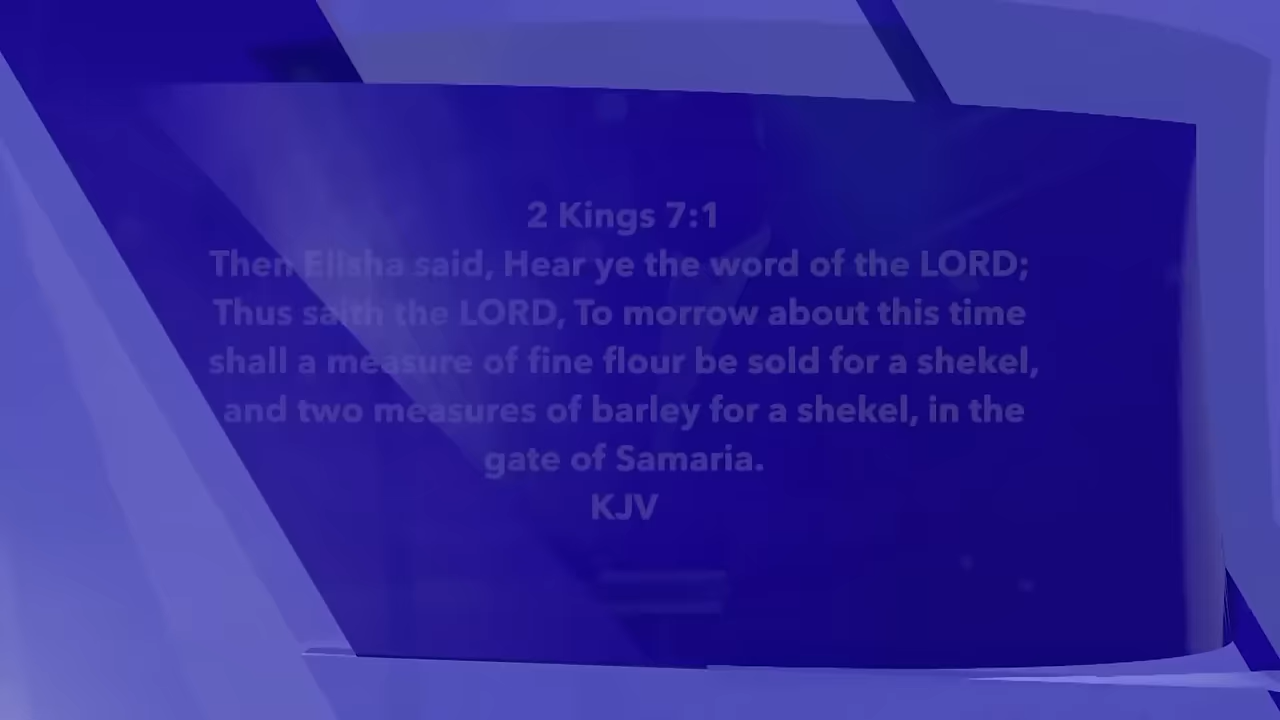 2 Kings 7:1
Then Elisha said, Hear ye the word of the LORD;
Thus saith the LORD, To morrow about this time
shall a measure of fine flour be sold for a shekel,
and two measures of barley for a shekel, in the
gate of Samaria.
KJV